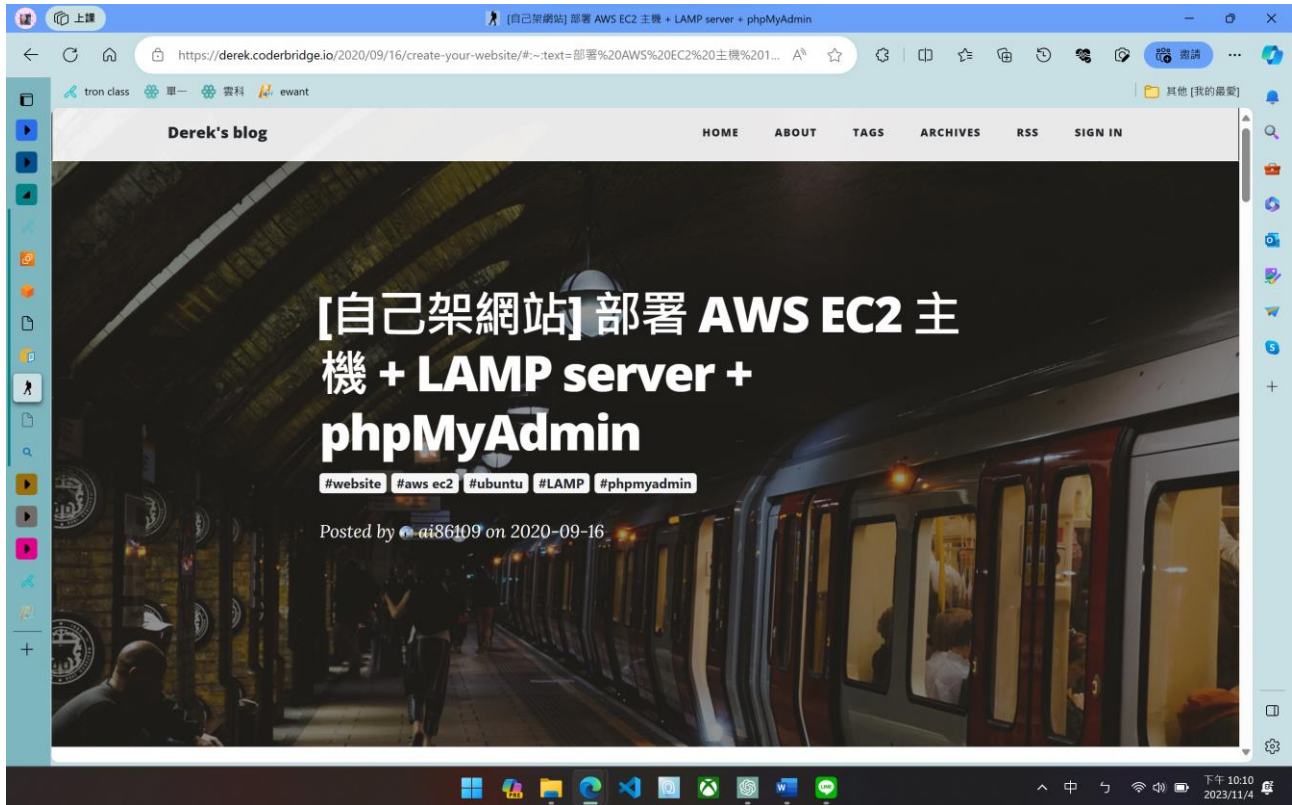 上課
[自己架網站] 部署 AWS EC2 主機 + LAMP server + phpMyAdmin
https://derek.coderbridge.io/2020/09/16/create-your-website/#:~:text=部署%20AWS%20EC2%20主機%201...
邀請
tron class 單一 雲科 ewant
其他 [我的最愛]
Derek's blog
HOME ABOUT TAGS ARCHIVES RSS SIGN IN
[自己架網站] 部署 AWS EC2 主
機 + LAMP server +
phpMyAdmin
#website #aws ec2 #ubuntu #LAMP #phpmyadmin
Posted by ai86109 on 2020-09-16
中 ㄣ
下午 10:10
2023/11/4